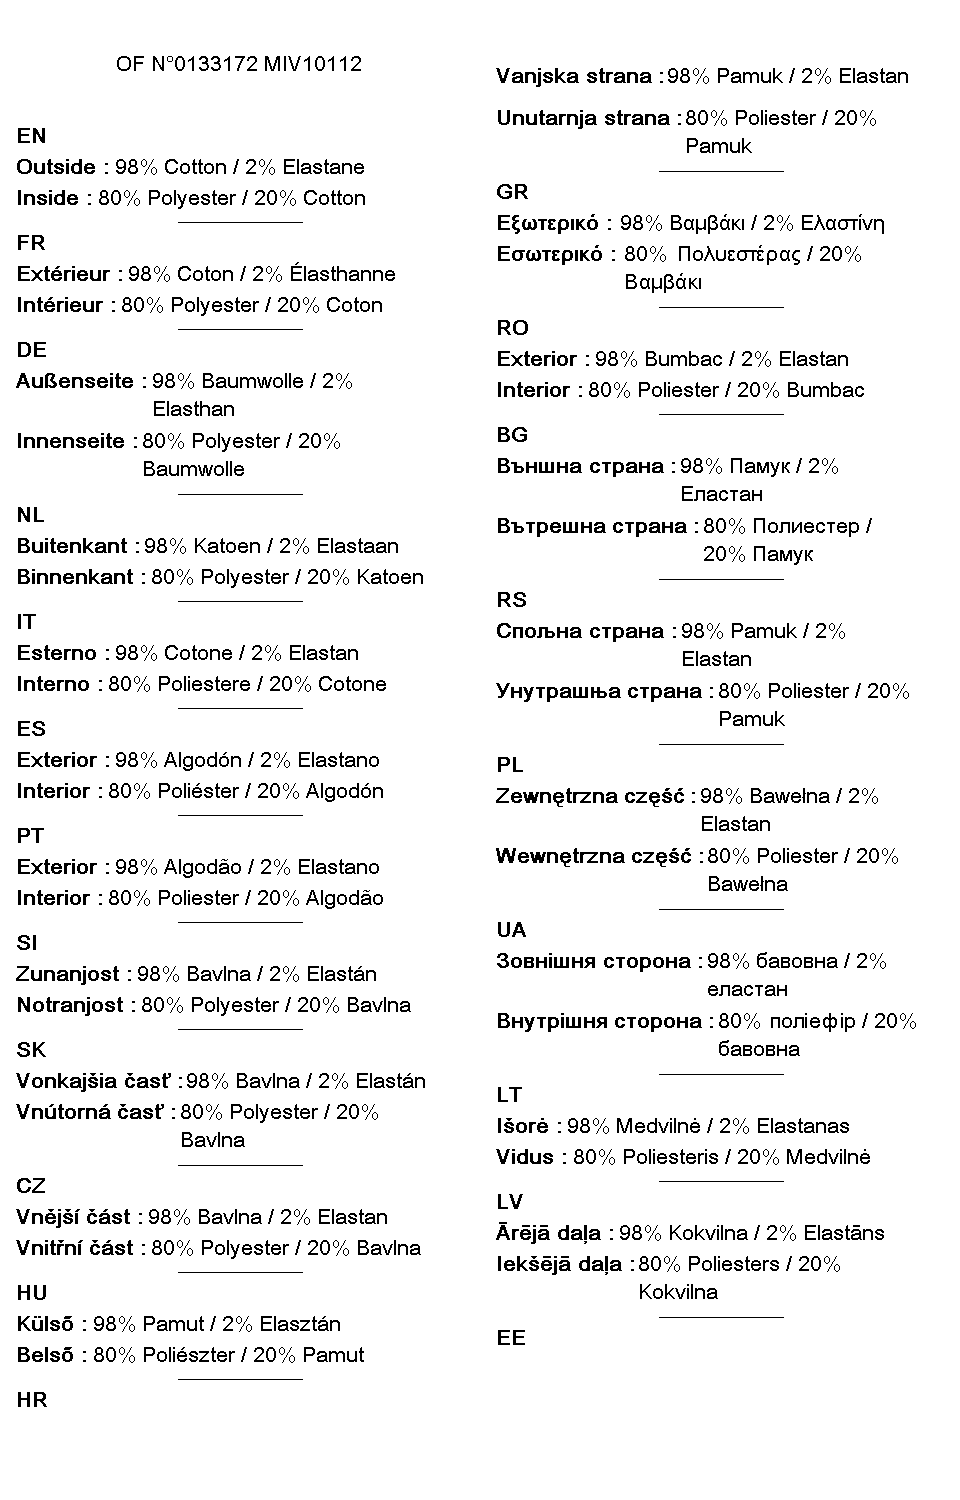 OF N°0133172 MIV10112
EN
Outside : 98% Cotton / 2% Elastane
Inside : 80% Polyester / 20% Cotton
FR
Extérieur : 98% Coton / 2% Élasthanne
Intérieur : 80% Polyester / 20% Coton
DE
Außenseite : 98% Baumwolle / 2%
Elasthan
Innenseite : 80% Polyester / 20%
Baumwolle
NL
Buitenkant : 98% Katoen / 2% Elastaan
Binnenkant : 80% Polyester / 20% Katoen
IT
Esterno : 98% Cotone / 2% Elastan
Interno : 80% Poliestere / 20% Cotone
ES
Exterior : 98% Algodón / 2% Elastano
Interior : 80% Poliéster / 20% Algodón
PT
Exterior : 98% Algodão / 2% Elastano
Interior : 80% Poliester / 20% Algodão
SI
Zunanjost : 98% Bavlna / 2% Elastán
Notranjost : 80% Polyester / 20% Bavlna
SK
Vonkajšia časť : 98% Bavlna / 2% Elastán
Vnútorná časť : 80% Polyester / 20%
Bavlna
CZ
Vnější část : 98% Bavlna / 2% Elastan
Vnitřní část : 80% Polyester / 20% Bavlna
HU
Külsõ : 98% Pamut / 2% Elasztán
Belsõ : 80% Poliészter / 20% Pamut
HR
Vanjska strana : 98% Pamuk / 2% Elastan
Unutarnja strana : 80% Poliester / 20%
Pamuk
GR
Εξωτερικό : 98% Βαμβάκι / 2% Ελαστίνη
Εσωτερικό : 80% Πολυεστέρας / 20%
Βαμβάκι
RO
Exterior : 98% Bumbac / 2% Elastan
Interior : 80% Poliester / 20% Bumbac
BG
Външна страна : 98% Памук / 2%
Еластан
Вътрешна страна : 80% Полиестер /
20% Памук
RS
Спољна страна : 98% Pamuk / 2%
Elastan
Унутрашња страна : 80% Poliester / 20%
Pamuk
PL
Zewnętrzna część : 98% Bawełna / 2%
Elastan
Wewnętrzna część : 80% Poliester / 20%
Bawełna
UA
Зовнішня сторона : 98% бавовна / 2%
еластан
Внутрішня сторона : 80% поліефір / 20%
бавовна
LT
Išorė : 98% Medvilnė / 2% Elastanas
Vidus : 80% Poliesteris / 20% Medvilnė
LV
Ārējā daļa : 98% Kokvilna / 2% Elastāns
Iekšējā daļa : 80% Poliesters / 20%
Kokvilna
EE